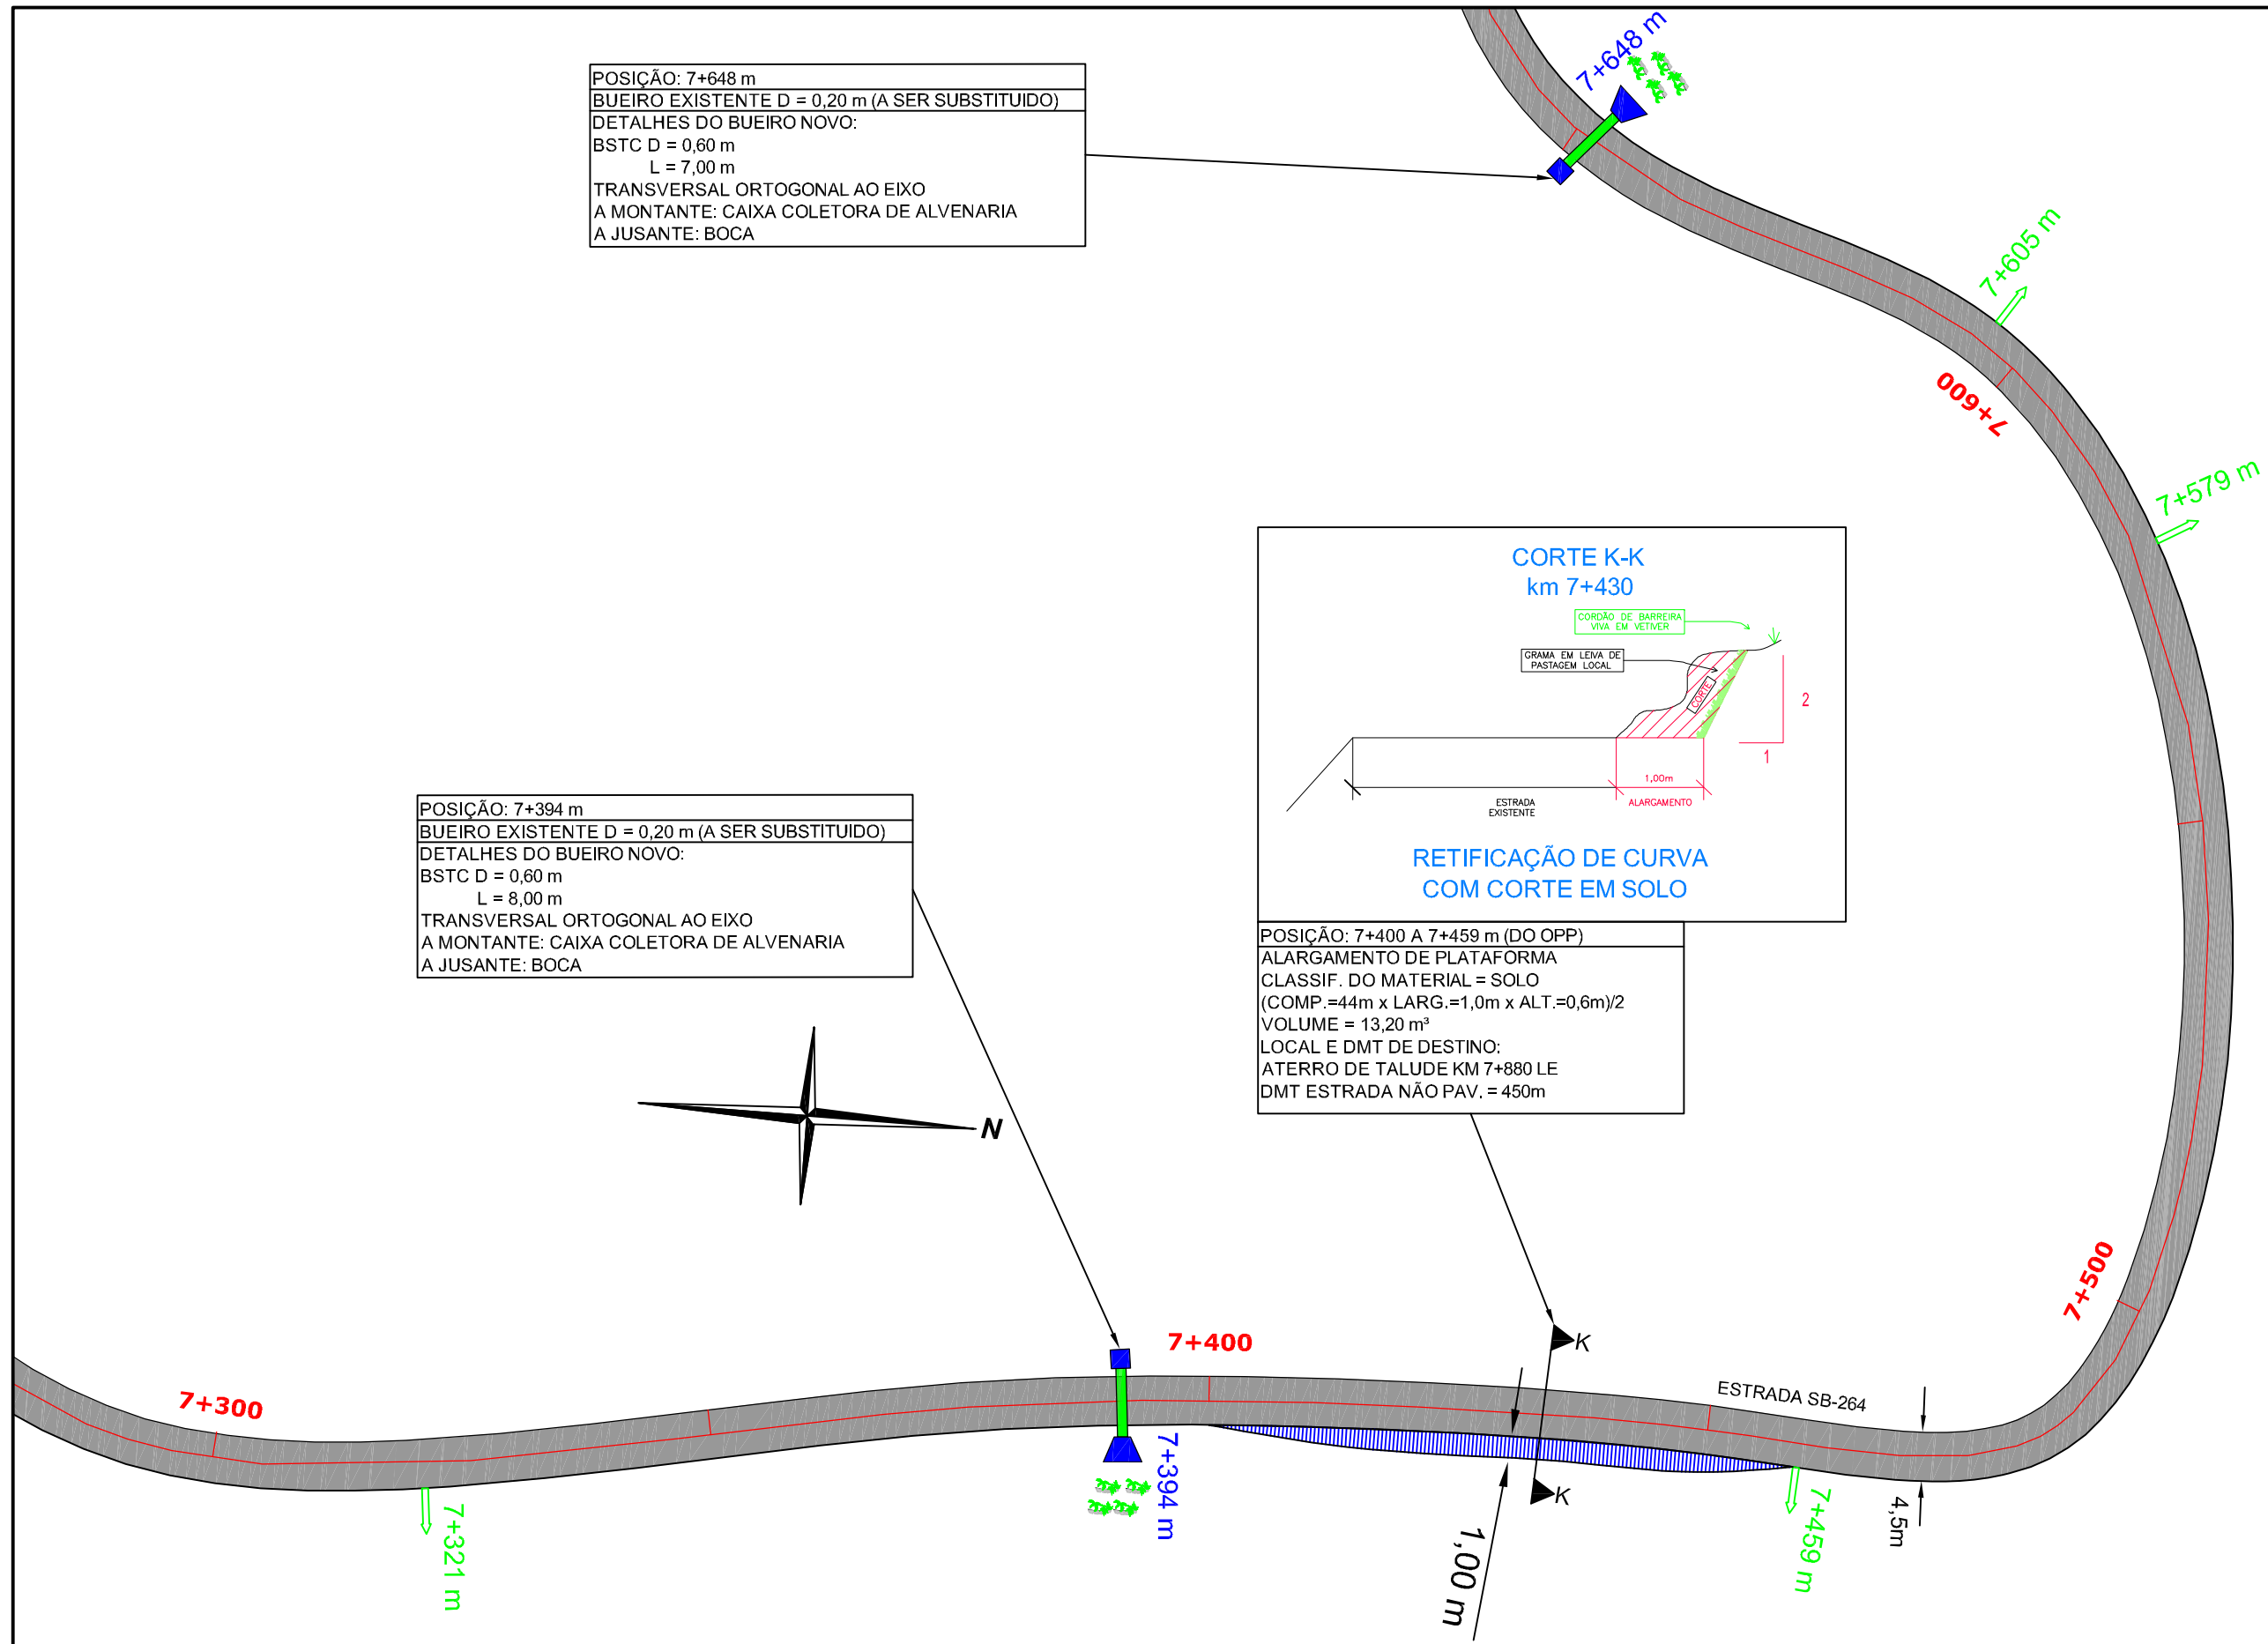 7+648 m
POSIÇÃO: 7+648 m
BUEIRO EXISTENTE D = 0,20 m (A SER SUBSTITUIDO)
DETALHES DO BUEIRO NOVO:
BSTC D = 0,60 m
L = 7,00 m
TRANSVERSAL ORTOGONAL AO EIXO
A MONTANTE: CAIXA COLETORA DE ALVENARIA
A JUSANTE: BOCA
7+605 m
7+600
7+579 m
CORTE K-K
km 7+430
CORDÃO DE BARREIRA
VIVA EM VETIVER
GRAMA EM LEIVA DE
PASTAGEM LOCAL
CORTE
2
1
1,00m
ESTRADA
EXISTENTE
ALARGAMENTO
RETIFICAÇÃO DE CURVA
COM CORTE EM SOLO
POSIÇÃO: 7+394 m
BUEIRO EXISTENTE D = 0,20 m (A SER SUBSTITUIDO)
DETALHES DO BUEIRO NOVO:
BSTC D = 0,60 m
L = 8,00 m
TRANSVERSAL ORTOGONAL AO EIXO
A MONTANTE: CAIXA COLETORA DE ALVENARIA
A JUSANTE: BOCA
POSIÇÃO: 7+400 A 7+459 m (DO OPP)
ALARGAMENTO DE PLATAFORMA
CLASSIF. DO MATERIAL = SOLO
(COMP.=44m x LARG.=1,0m x ALT.=0,6m)/2
VOLUME = 13,20 m³
LOCAL E DMT DE DESTINO:
ATERRO DE TALUDE KM 7+880 LE
DMT ESTRADA NÃO PAV. = 450m
N
7+500
7+400
K
ESTRADA SB-264
7+300
7+321 m
7+394 m
K
1,00 m
7+459 m
4,5m